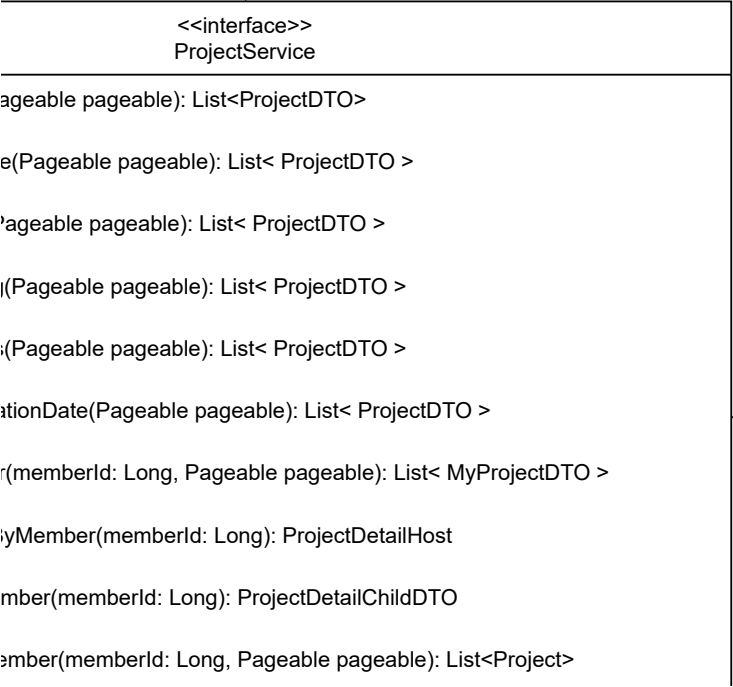 <<interface>>
ProjectService
ageable pageable): List<ProjectDTO>
e(Pageable pageable): List< ProjectDTO >
Pageable pageable): List< ProjectDTO >
g(Pageable pageable): List< ProjectDTO >
s(Pageable pageable): List< ProjectDTO >
ationDate(Pageable pageable): List< ProjectDTO >
r(memberId: Long, Pageable pageable): List< MyProjectDTO >
ByMember(memberId: Long): ProjectDetailHost
mber(memberId: Long): ProjectDetailChildDTO
ember(memberId: Long, Pageable pageable): List<Project>